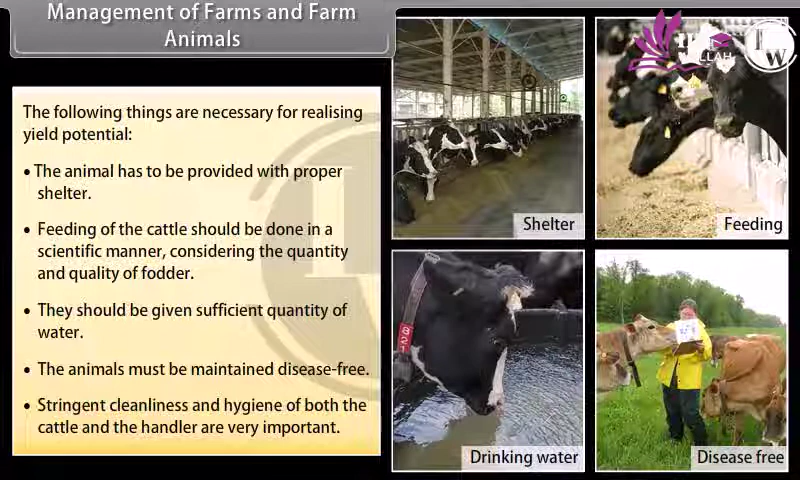 Management of Farms and Farm
Animals
The following things are necessary for realising
yield potential:
• The animal has to be provided with proper
shelter.
• Feeding of the cattle should be done in a
scientific manner, considering the quantity
and quality of fodder.
• They should be given sufficient quantity of
water.
• The animals must be maintained disease-free.
• Stringent cleanliness and hygiene of both the
cattle and the handler are very important.
Shelter
Feeding
821
Drinking water
Disease free